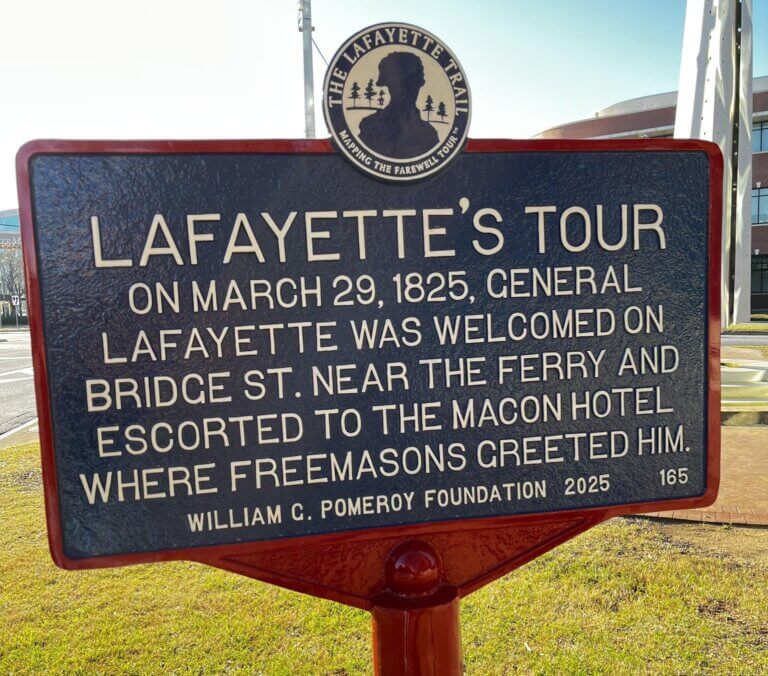 THE LAFAYETTE TRAIL
MAPPING THE FAREWELL TOUR™
LAFAYETTE'S TOUR
ON MARCH 29, 1825, GENERAL
LAFAYETTE WAS WELCOMED ON
BRIDGE ST. NEAR THE FERRY AND
ESCORTED TO THE MACON HOTEL
WHERE FREEMASONS GREETED HIM.
WILLIAM G. POMEROY FOUNDATION 2025 165